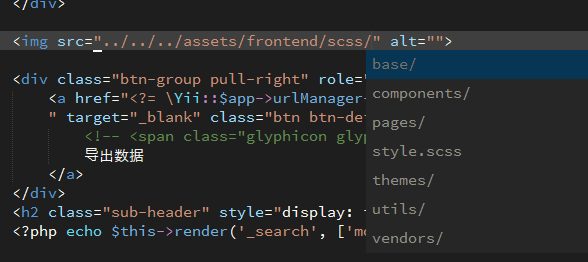 </div>
<img src="../../../assets/frontend/scss/" alt="">
base/
<div class="btn-group pull-right" role="
components/
<a href="<?= \Yii::$app->urlManager-
pages/
" target="_blank" class="btn btn-de
<!-- <span class="glyphicon glyp
style.scss
导出数据
themes/
</a>
</div>
utils/
<h2 class="sub-header" style="display:
<?php echo $this->render('_search', ['mo
vendors/